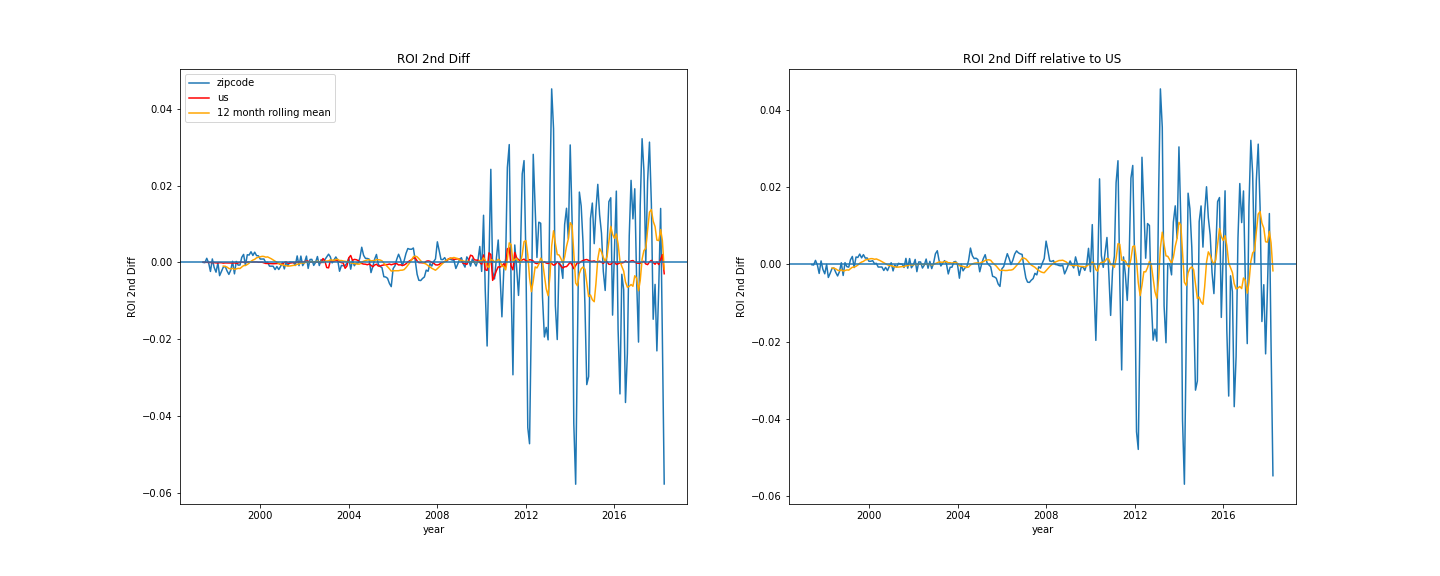 ROI 2nd Diff
zipcode
us
12 month rolling mean
0.04
0.02
0.00
−0.02
−0.04
−0.06
ROI 2nd Diff
2000 2004 2008 2012 2016
year
ROI 2nd Diff relative to US
0.04
0.02
0.00
−0.02
−0.04
−0.06
ROI 2nd Diff
2000 2004 2008 2012 2016
year